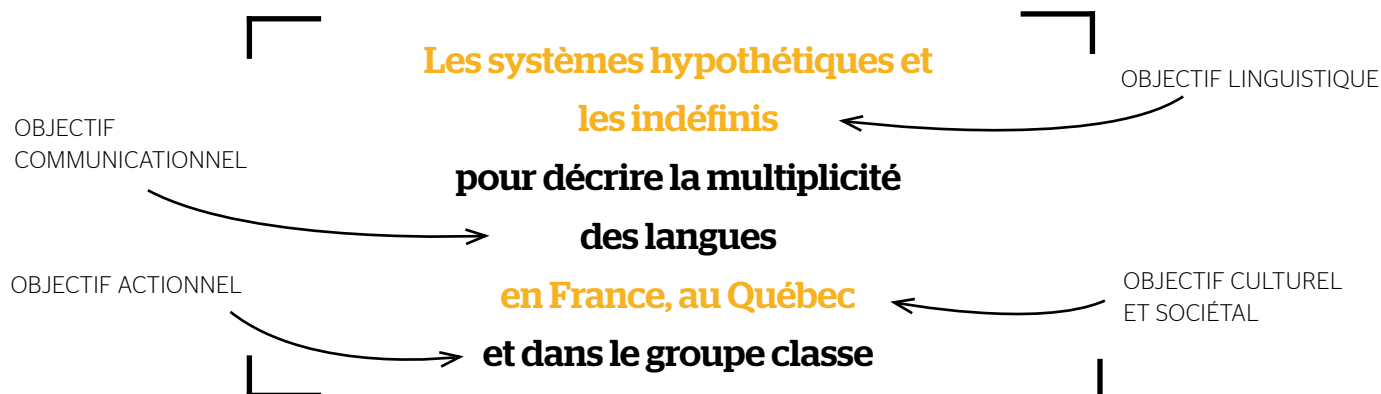 Les systèmes hypothétiques et
les indéfinis
pour décrire la multiplicité
des langues
en France, au Québec
et dans le groupe classe
OBJECTIF LINGUISTIQUE
OBJECTIF
COMMUNICATIONNEL
OBJECTIF ACTIONNEL
OBJECTIF CULTUREL
ET SOCIÉTAL